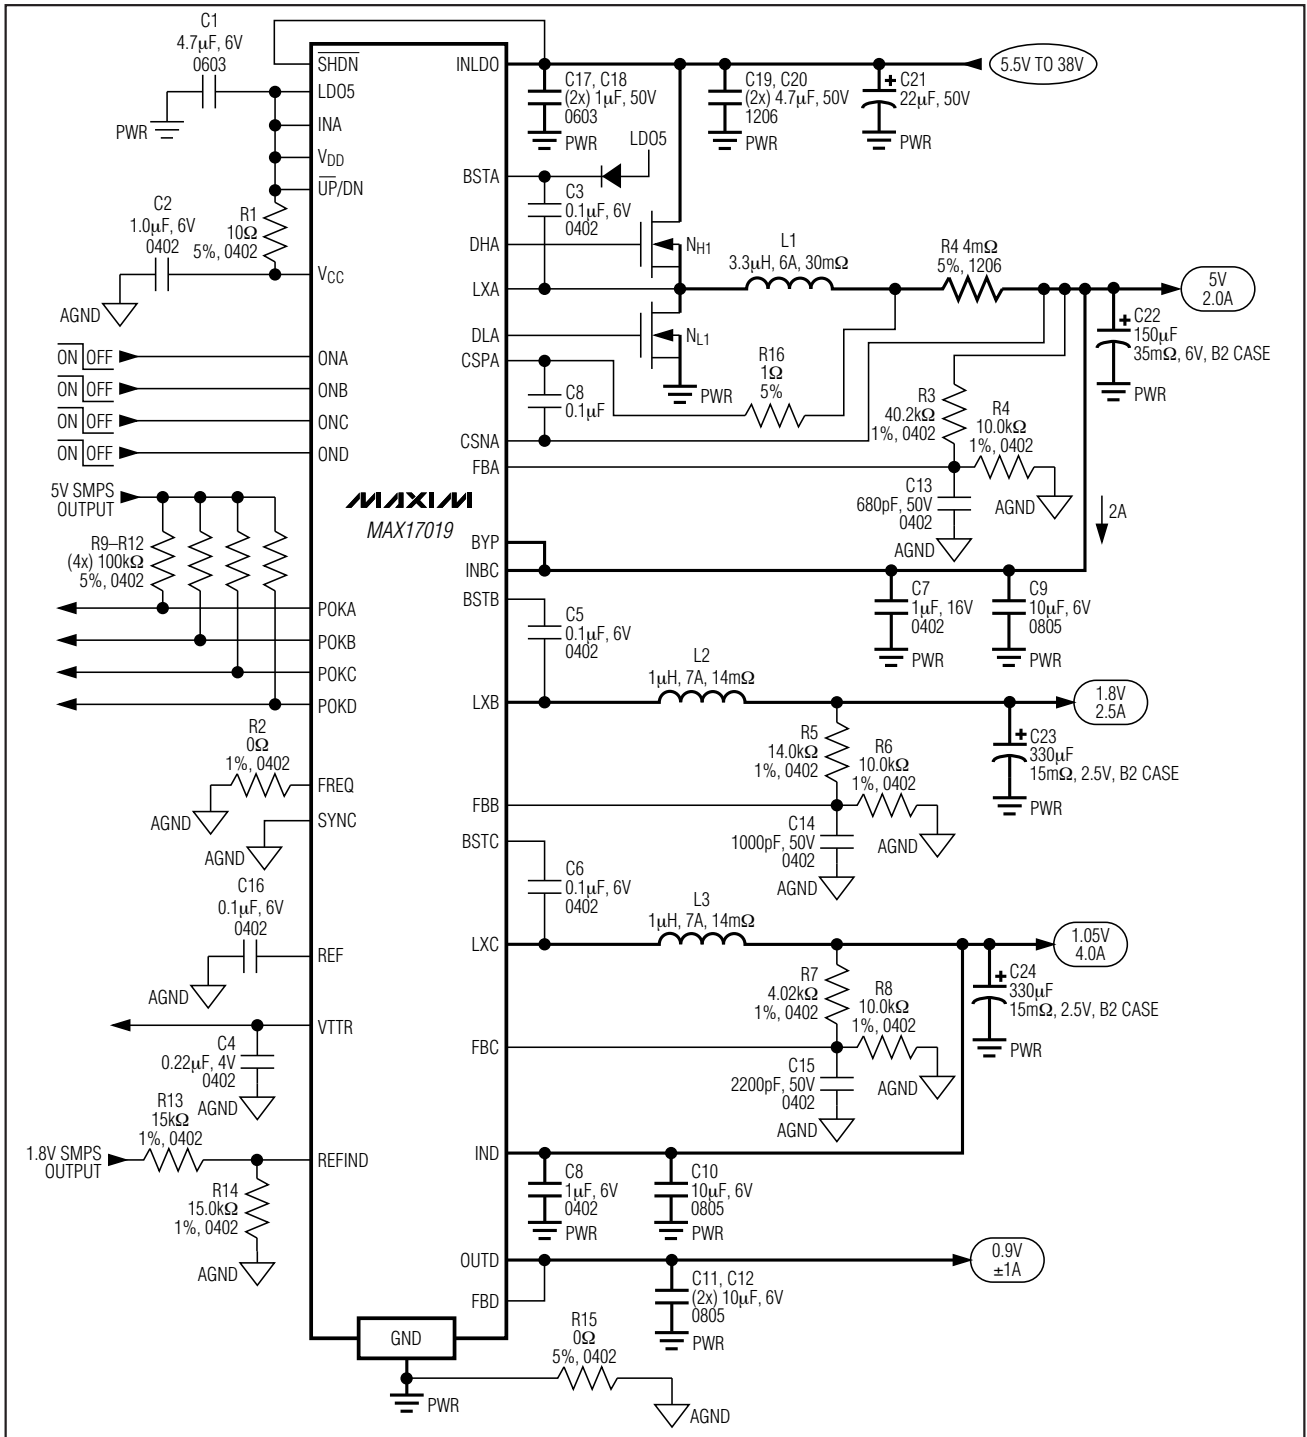 C1
4.7µF, 6V
0603
PWR
SHDN
LDO5
INA
VDD
UP/DN
R1
10Ω
5%, 0402
C2
1.0µF, 6V
0402
VCC
AGND
ON OFF
ONA
ON OFF
ONB
ON OFF
ONC
ON OFF
OND
5V SMPS
OUTPUT
R9–R12
(4x) 100kΩ
5%, 0402
POKA
POKB
POKC
POKD
R2
0Ω
1%, 0402
FREQ
AGND
SYNC
AGND
C16
0.1µF, 6V
0402
REF
AGND
VTTR
C4
0.22µF, 4V
0402
AGND
R13
15kΩ
1%, 0402
1.8V SMPS
OUTPUT
REFIND
R14
15.0kΩ
1%, 0402
AGND
MAXIM
MAX17019
GND
PWR
R15
0Ω
5%, 0402
AGND
INLDO
C17, C18
(2x) 1µF, 50V
0603
PWR
C19, C20
(2x) 4.7µF, 50V
1206
PWR
+ C21
22µF, 50V
PWR
5.5V TO 38V
LDO5
BSTA
C3
0.1µF, 6V
0402
DHA
NH1
L1
3.3µH, 6A, 30mΩ
R4 4mΩ
5%, 1206
5V
2.0A
LXA
+ C22
150µF
35mΩ, 6V, B2 CASE
PWR
DLA
NL1
PWR
CSPA
R16
1Ω
5%
C8
0.1µF
CSNA
R3
40.2kΩ
1%, 0402
R4
10.0kΩ
1%, 0402
AGND
FBA
C13
680pF, 50V
0402
AGND
2A
BYP
INBC
C7
1µF, 16V
0402
PWR
C9
10µF, 6V
0805
PWR
BSTB
C5
0.1µF, 6V
0402
L2
1µH, 7A, 14mΩ
LXB
1.8V
2.5A
R5
14.0kΩ
1%, 0402
R6
10.0kΩ
1%, 0402
AGND
+ C23
330µF
15mΩ, 2.5V, B2 CASE
PWR
FBB
C14
1000pF, 50V
0402
AGND
BSTC
C6
0.1µF, 6V
0402
L3
1µH, 7A, 14mΩ
LXC
1.05V
4.0A
R7
4.02kΩ
1%, 0402
R8
10.0kΩ
1%, 0402
AGND
+ C24
330µF
15mΩ, 2.5V, B2 CASE
PWR
FBC
C15
2200pF, 50V
0402
AGND
IND
C8
1µF, 6V
0402
PWR
C10
10µF, 6V
0805
PWR
OUTD
0.9V
±1A
FBD
C11, C12
(2x) 10µF, 6V
0805
PWR